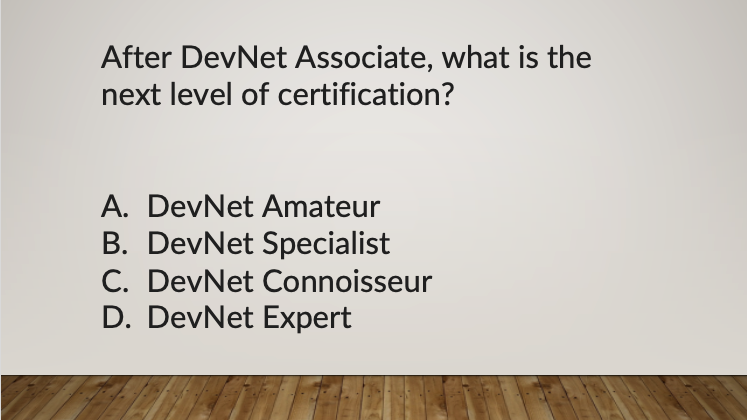 After DevNet Associate, what is the
next level of certification?
A. DevNet Amateur
B. DevNet Specialist
C. DevNet Connoisseur
D. DevNet Expert